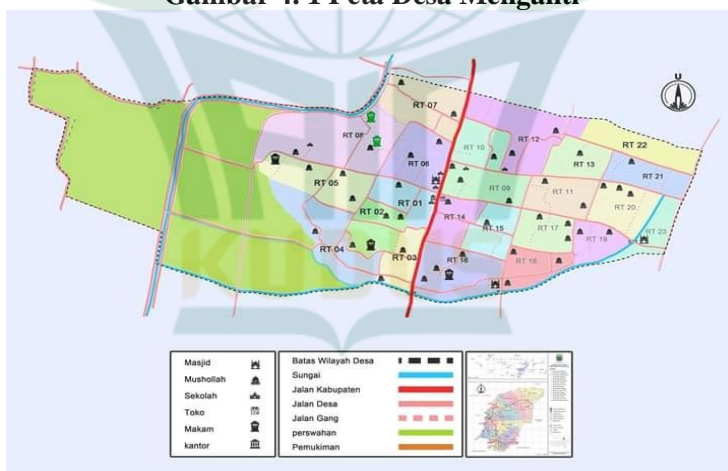 Gambar 4. 1 Peta Desa Menganti
U
RT 07
RT 08
RT 10
RT 12
RT 22
RT 06
RT 13
RT 21
RT 05
RT 01
RT 09
RT 11
RT 20
RT 02
RT 14
RT 15
RT 17
RT 19
RT 23
RT 04
RT 03
RT 16
RT 18
KUDUS
Masjid
Mushollah
Sekolah
Toko
Makam
kantor
Batas Wilayah Desa
Sungai
Jalan Kabupaten
Jalan Desa
Jalan Gang
perswahan
Pemukiman